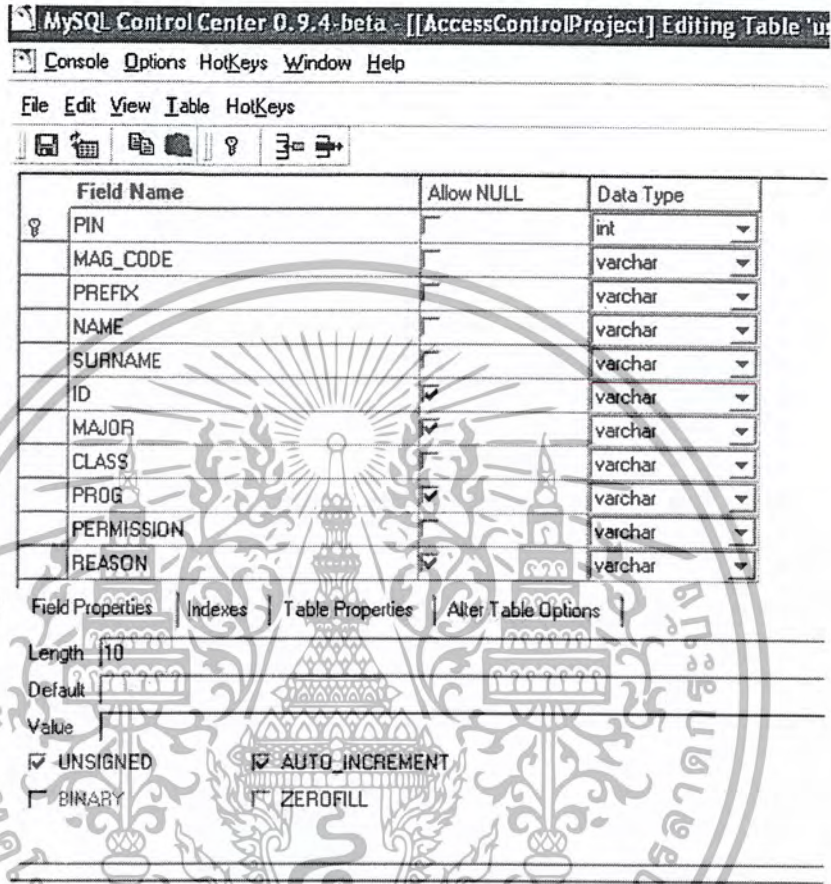 MySQL Control Center 0.9.4-beta - [[AccessControlProject] Editing Table 'us
Console Options HotKeys Window Help
File Edit View Table HotKeys
Field Name Allow NULL Data Type
PIN int
MAG_CODE varchar
PREFIX varchar
NAME varchar
SURNAME varchar
ID varchar
MAJOR varchar
CLASS varchar
PROG varchar
PERMISSION varchar
REASON varchar
Field Properties Indexes Table Properties Alter Table Options
Length 10
Default
Value
UNSIGNED AUTO_INCREMENT
BINARY ZEROFILL